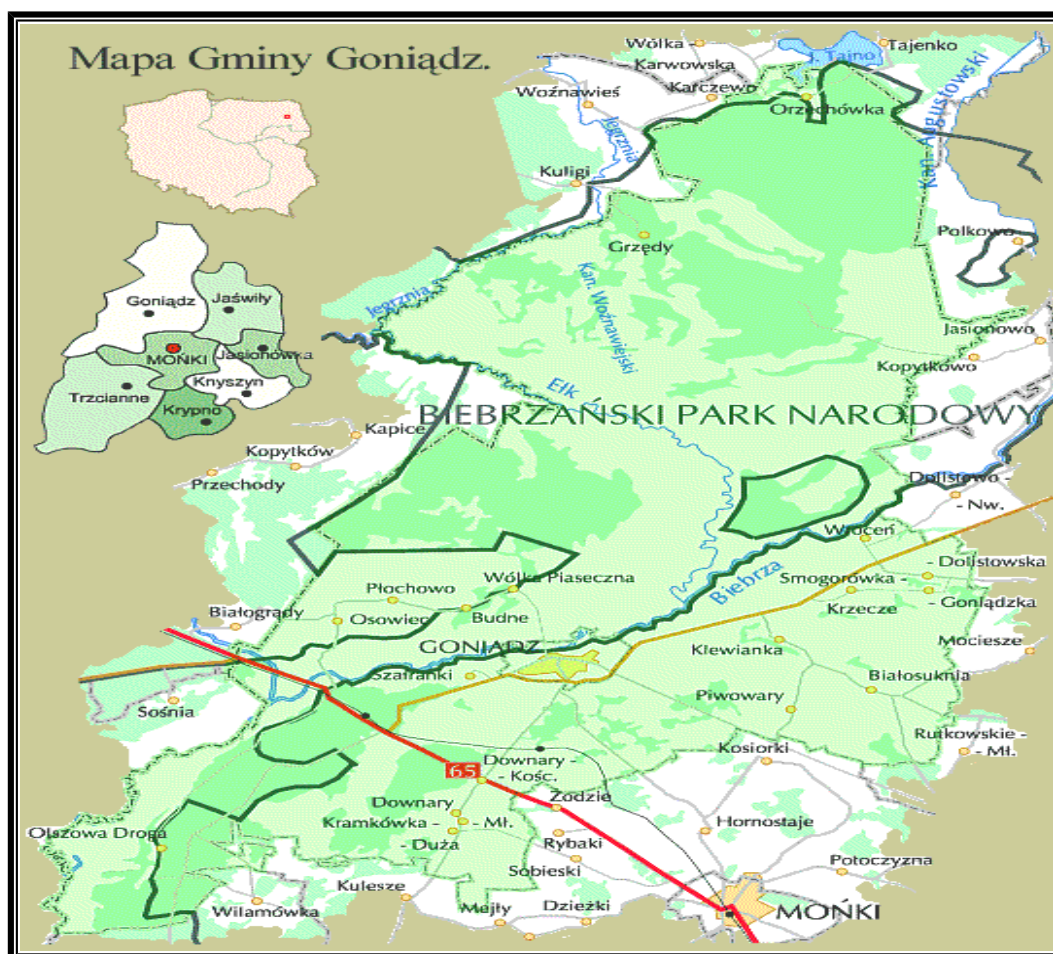 Mapa Gminy Goniądz.
Wólka -
Karwowska
J. Tajno
Tajenko
Woźnawieś
Karczewo
Orzechówka
Kan. Augustowski
Jegrznia
Kuligi
Grzędy
Polkowo
Kan. Woźnawiejski
Jegrznia
Goniądz
Jaświły
MOŃKI
Jasionówka
Knyszyn
Trzcianne
Krypno
Jasionowo
Kopytkowo
Ełk
BIEBRZAŃSKI PARK NARODOWY
Kapice
Kopytków
Przechody
Dolistowo -
- Nw.
Wroceń
Biebrza
- Dolistowska
Smogorówka -
- Goniądzka
Krzecze
Wólka Piaseczna
Płochowo
Budne
Osowiec
Białogrądy
GONIĄDZ
Klewianka
Mociesze
Szafranki
Białosuknia
Piwowary
Sośnia
Rutkowskie -
- Mł.
Kosiorki
Downary -
- Kośc.
65
Downary
Zodzie
Kramkówka -
- Mł.
- Duża
Hornostaje
Rybaki
Olszowa Droga
Potoczyzna
Sobieski
Kulesze
Wilamówka
Mejły
Dzieżki
MOŃKI